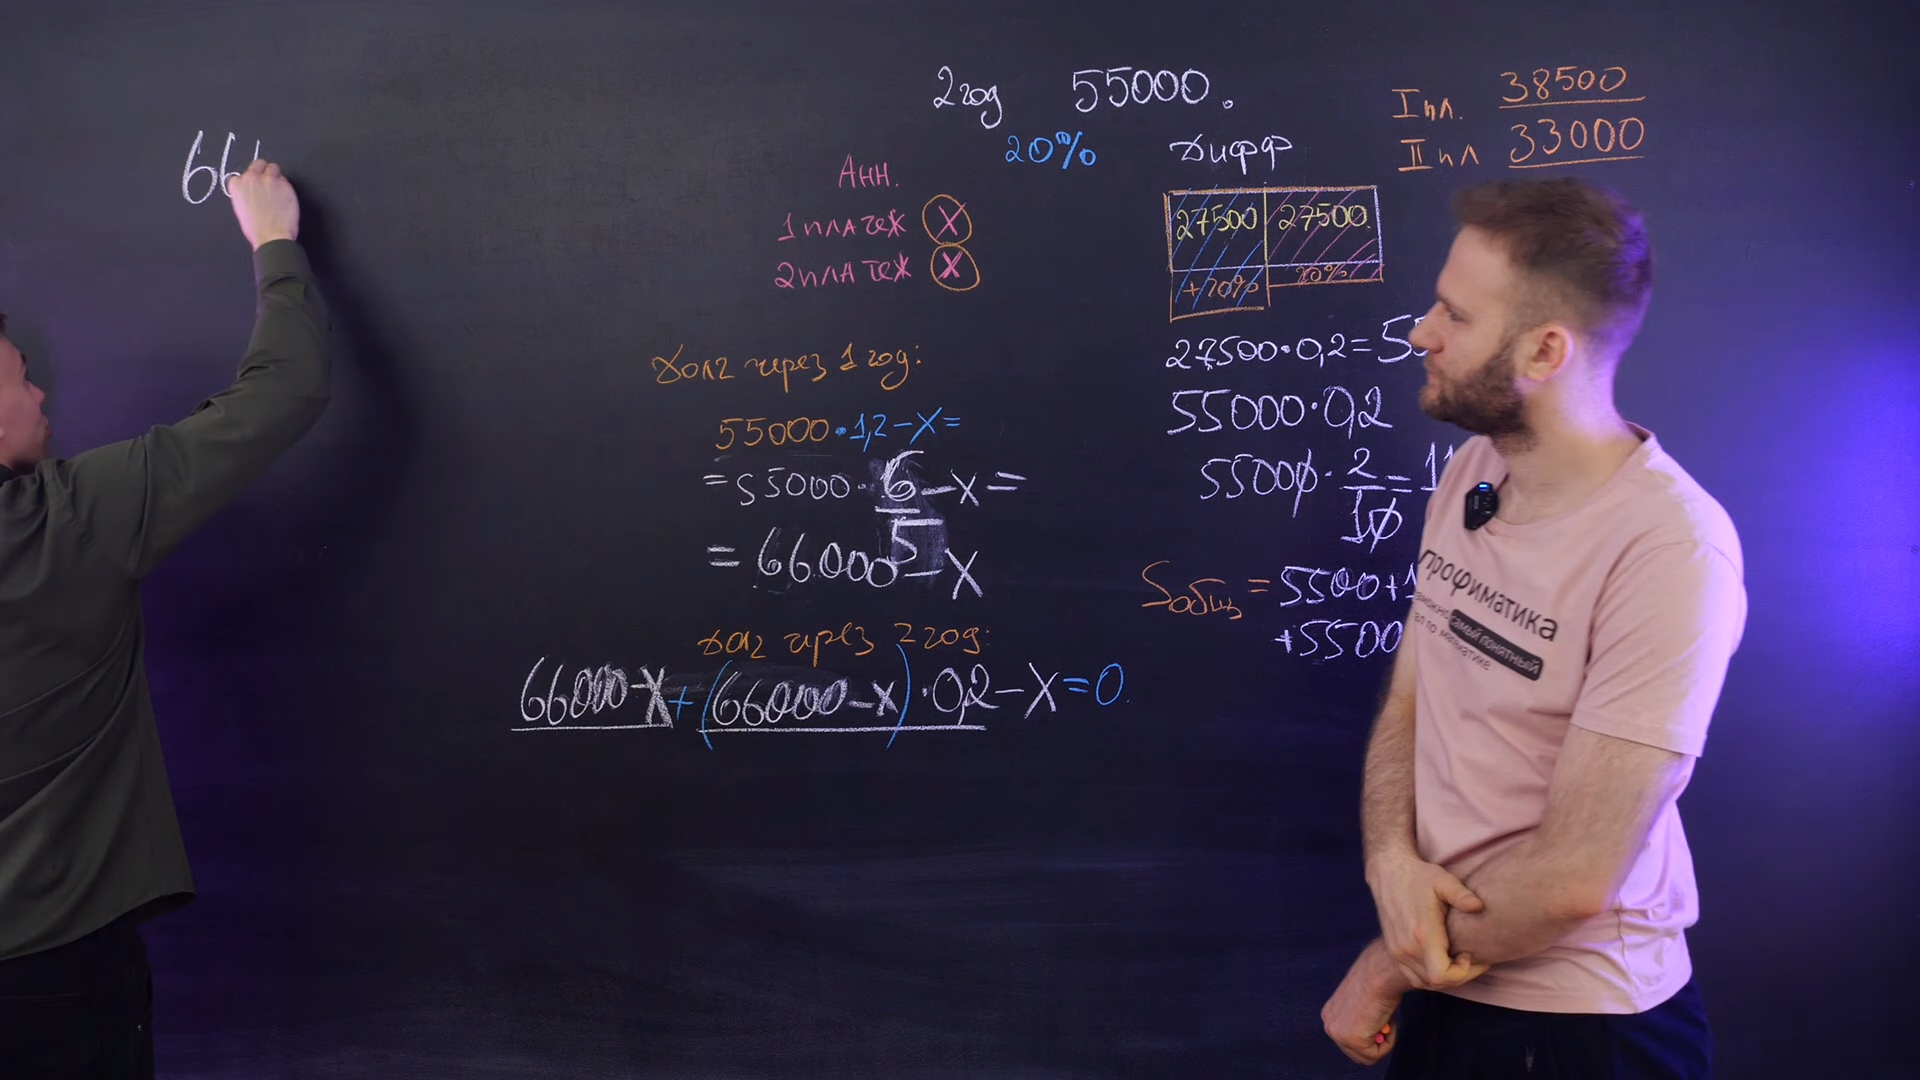 66
2 год 55000.
20%
Анн.
1 платеж X
2 платеж X
Долг через 1 год:
55000·1,2-X=
=55000·6/5-X=
=66000-X
Долг через 2 год:
66000-X+(66000-X)·0,2-X=0.
Дифф
I пл. 38500
II пл 33000
27500 27500.
+20% 20%
27500·0,2=55
55000·0,2
55000·2/10=11
Sобщ=5500+1
+5500
профиматика
самый понятный